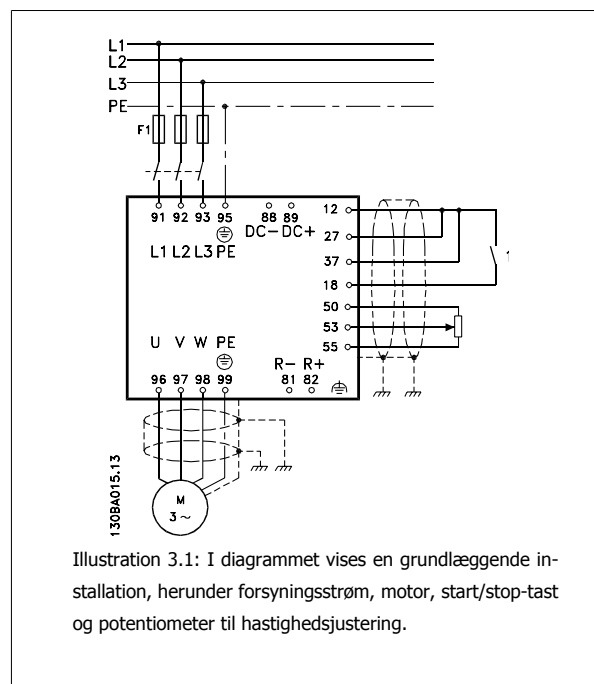 L1
L2
L3
PE
F1
91 92 93 95 88 89
DC- DC+
L1 L2 L3 PE
12
27
37
18
50
53
55
U V W PE
R- R+
96 97 98 99 81 82
M
3 ~
130BA015.13
Illustration 3.1: I diagrammet vises en grundlæggende in-
stallation, herunder forsyningsstrøm, motor, start/stop-tast
og potentiometer til hastighedsjustering.